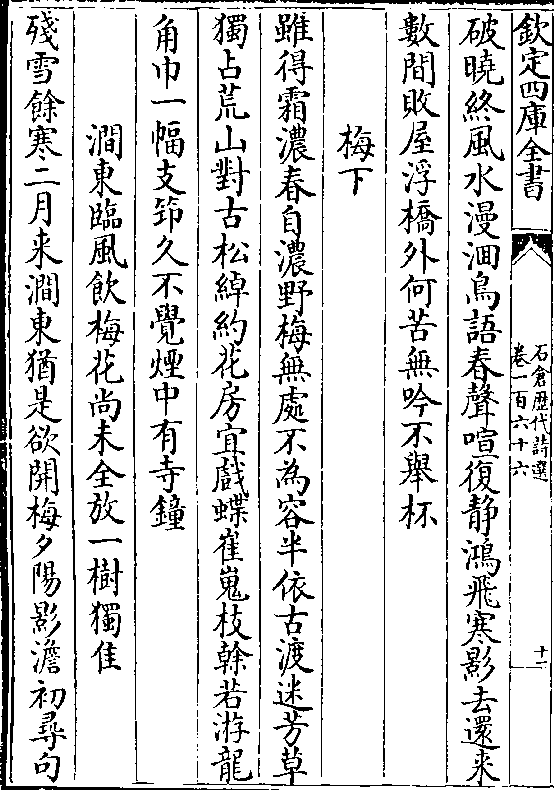 欽定四庫全書
石倉歴代詩選
卷一百六十六
十一
破曉終風水漫洄鳥語春聲喧復静鴻飛寒影去還来
數間敗屋浮橋外何苦無吟不舉杯
梅下
雖得霜濃春自濃野梅無處不為容半依古渡迷芳草
獨占荒山對古松綽約花房宜戲蝶崔嵬枝榦若游龍
角巾一幅支筇久不覺煙中有寺鐘
澗東臨風飲梅花尚未全放一樹獨佳
殘雪餘寒二月来澗東猶是欲開梅夕陽影澹初尋句